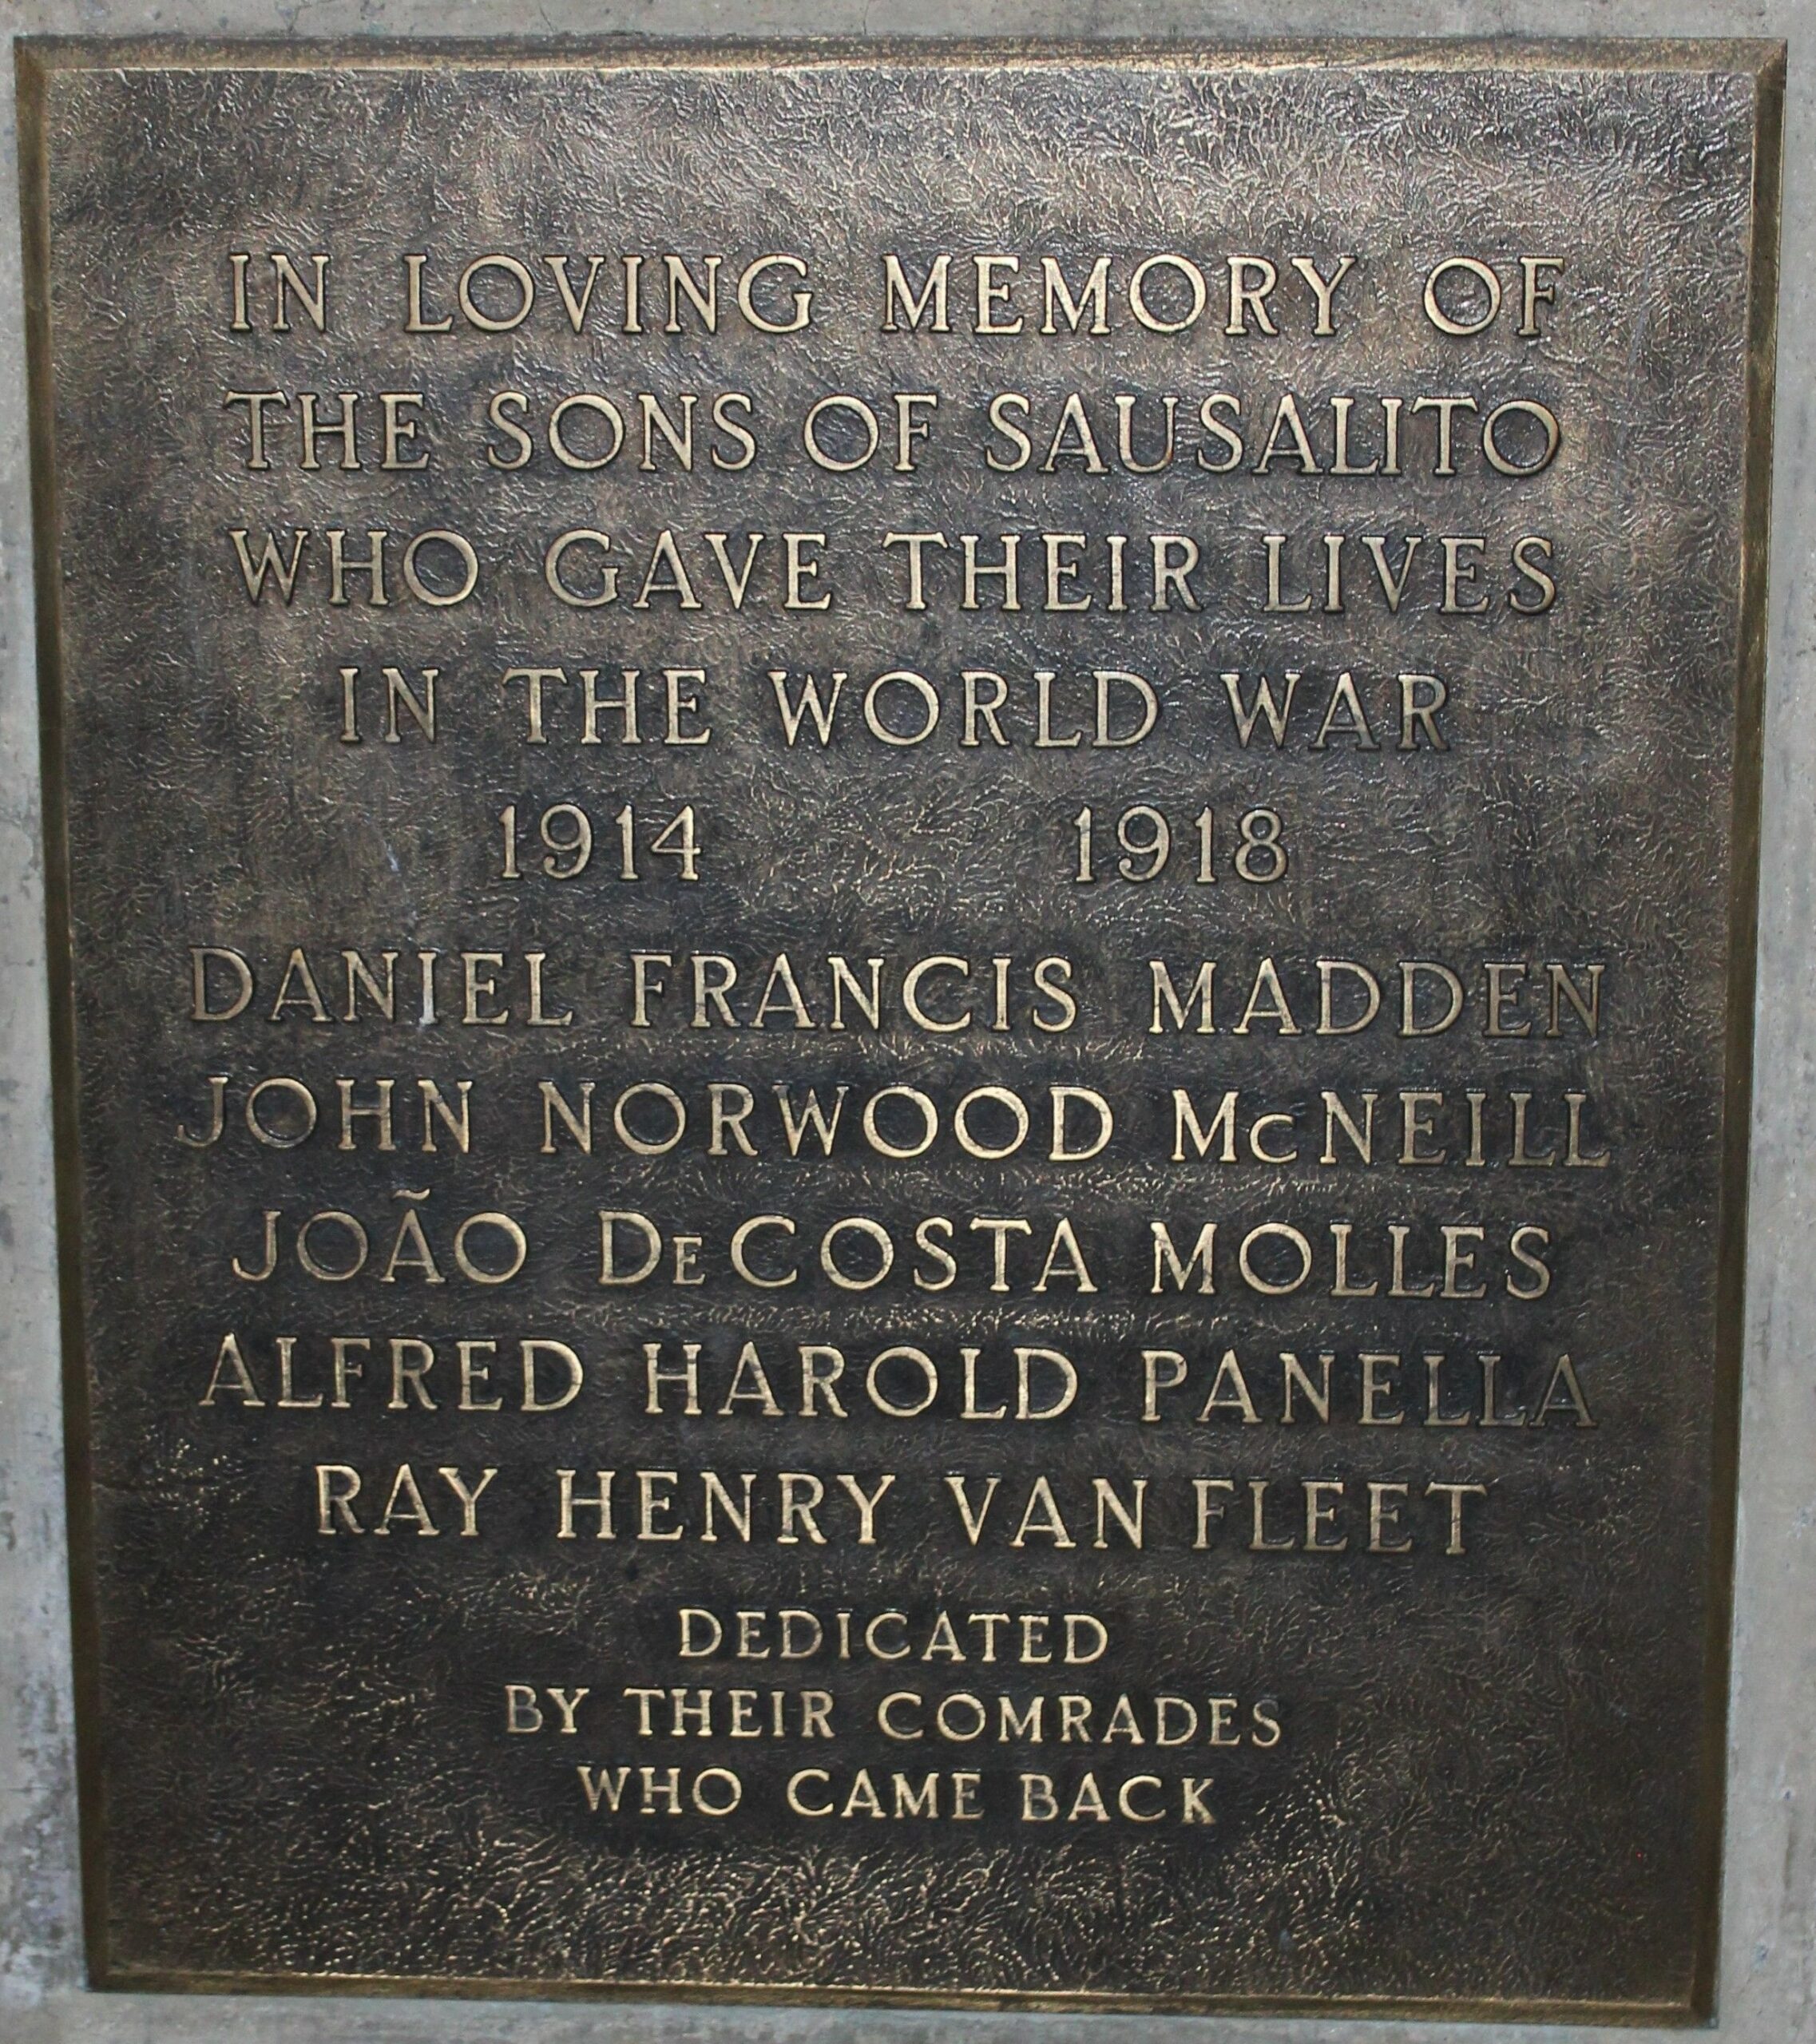 IN LOVING MEMORY OF
THE SONS OF SAUSALITO
WHO GAVE THEIR LIVES
IN THE WORLD WAR
1914 1918
DANIEL FRANCIS MADDEN
JOHN NORWOOD McNEILL
JOÃO DeCOSTA MOLLES
ALFRED HAROLD PANELLA
RAY HENRY VAN FLEET
DEDICATED
BY THEIR COMRADES
WHO CAME BACK